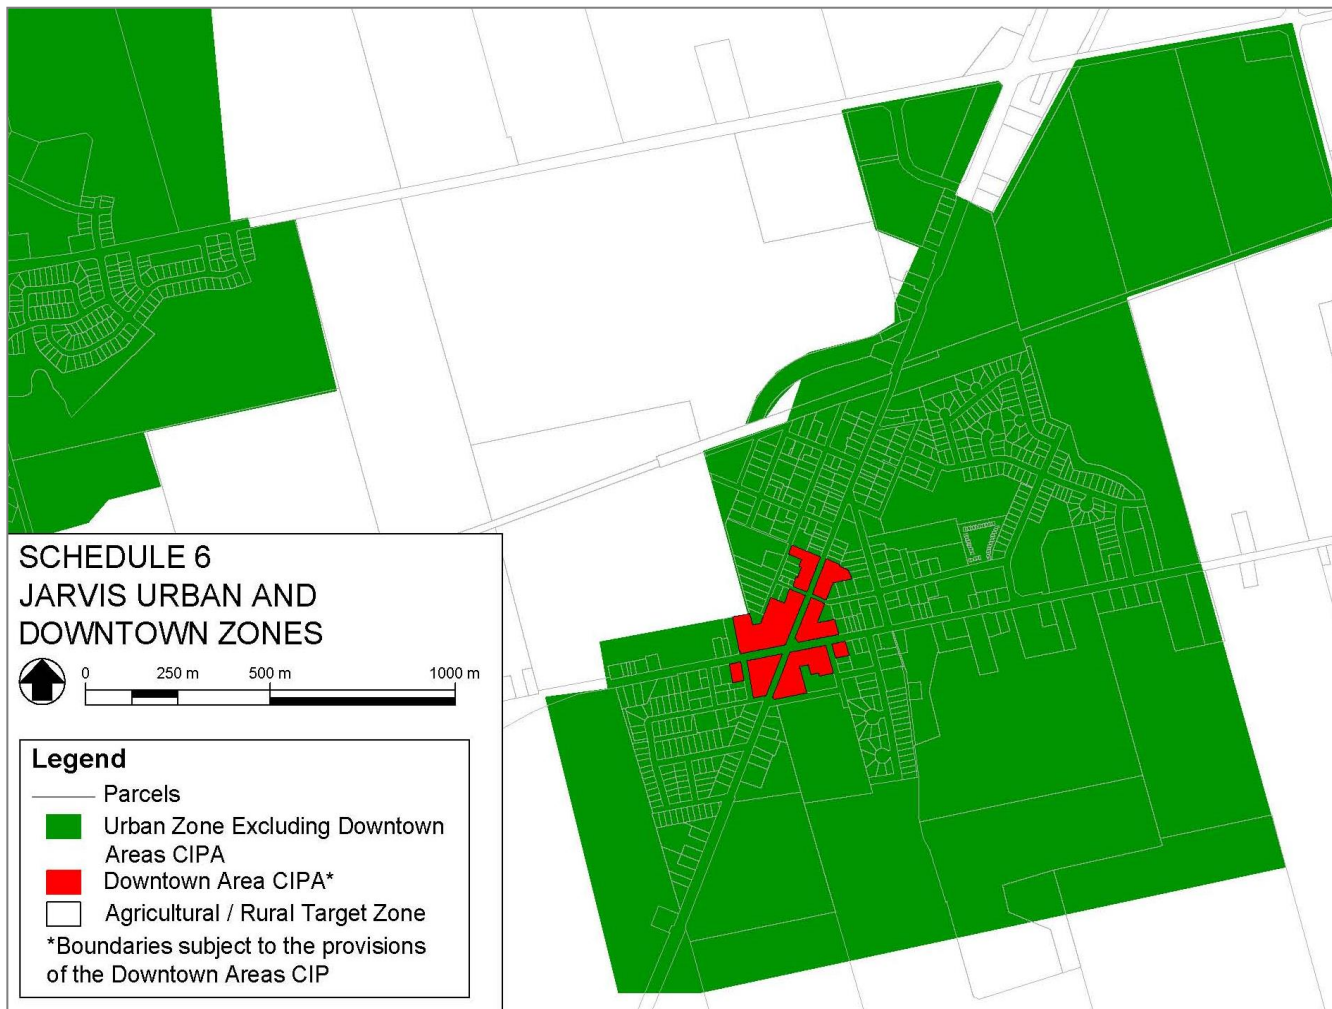 SCHEDULE 6
JARVIS URBAN AND
DOWNTOWN ZONES
0 250 m 500 m 1000 m
Legend
Parcels
Urban Zone Excluding Downtown
Areas CIPA
Downtown Area CIPA*
Agricultural / Rural Target Zone
*Boundaries subject to the provisions
of the Downtown Areas CIP